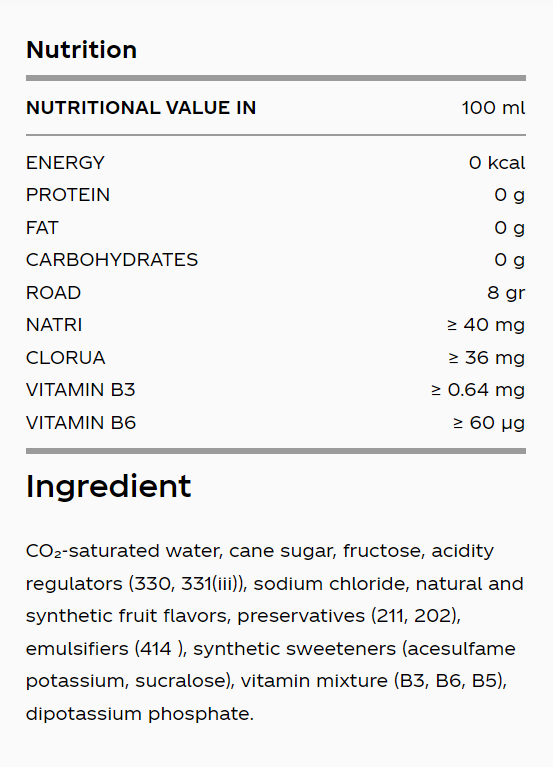 Nutrition
NUTRITIONAL VALUE IN 100 ml
ENERGY 0 kcal
PROTEIN 0 g
FAT 0 g
CARBOHYDRATES 0 g
ROAD 8 gr
NATRI ≥ 40 mg
CLORUA ≥ 36 mg
VITAMIN B3 ≥ 0.64 mg
VITAMIN B6 ≥ 60 μg
Ingredient
CO₂-saturated water, cane sugar, fructose, acidity
regulators (330, 331(iii)), sodium chloride, natural and
synthetic fruit flavors, preservatives (211, 202),
emulsifiers (414 ), synthetic sweeteners (acesulfame
potassium, sucralose), vitamin mixture (B3, B6, B5),
dipotassium phosphate.